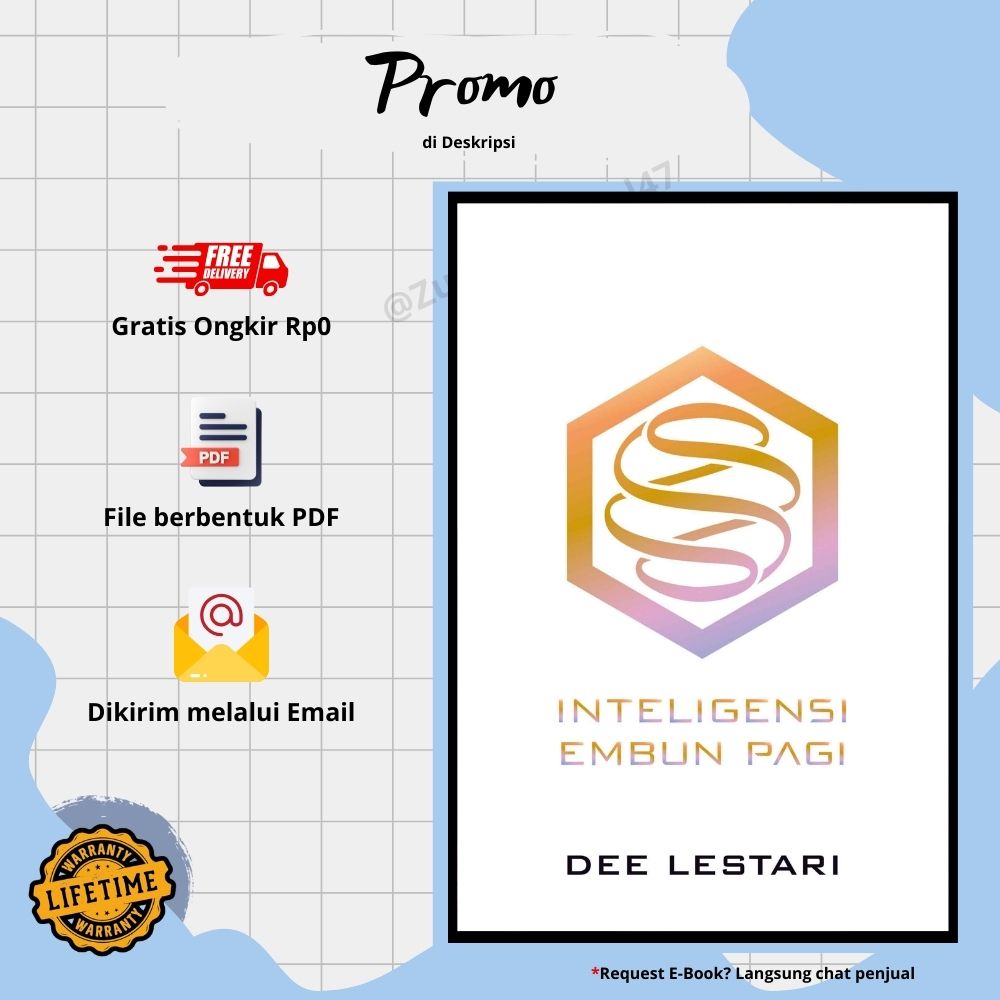 Promo
di Deskripsi
FREE
DELIVERY
Gratis Ongkir Rp0
PDF
File berbentuk PDF
@
Dikirim melalui Email
WARRANTY
LIFETIME
WARRANTY
INTELIGENSI
EMBUN PAGI
DEE LESTARI
*Request E-Book? Langsung chat penjual